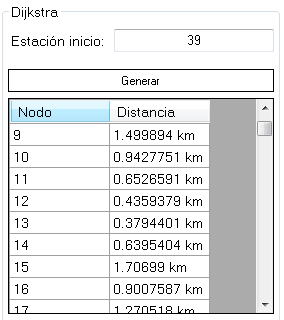 Dijkstra
Estación inicio: 39
Generar
Nodo Distancia
9 1.499894 km
10 0.9427751 km
11 0.6526591 km
12 0.4359379 km
13 0.3794401 km
14 0.6395404 km
15 1.70699 km
16 0.9007587 km
17 1.270518 km